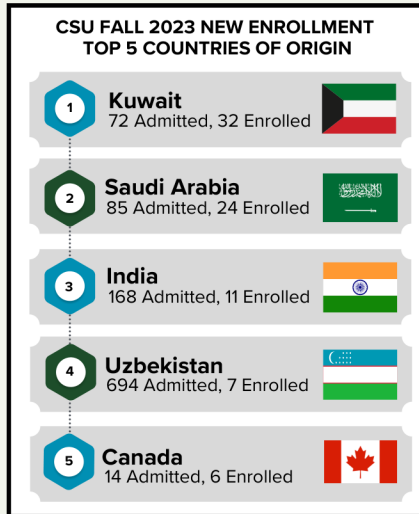 CSU FALL 2023 NEW ENROLLMENT
TOP 5 COUNTRIES OF ORIGIN
1
Kuwait
72 Admitted, 32 Enrolled
2
Saudi Arabia
85 Admitted, 24 Enrolled
3
India
168 Admitted, 11 Enrolled
4
Uzbekistan
694 Admitted, 7 Enrolled
5
Canada
14 Admitted, 6 Enrolled